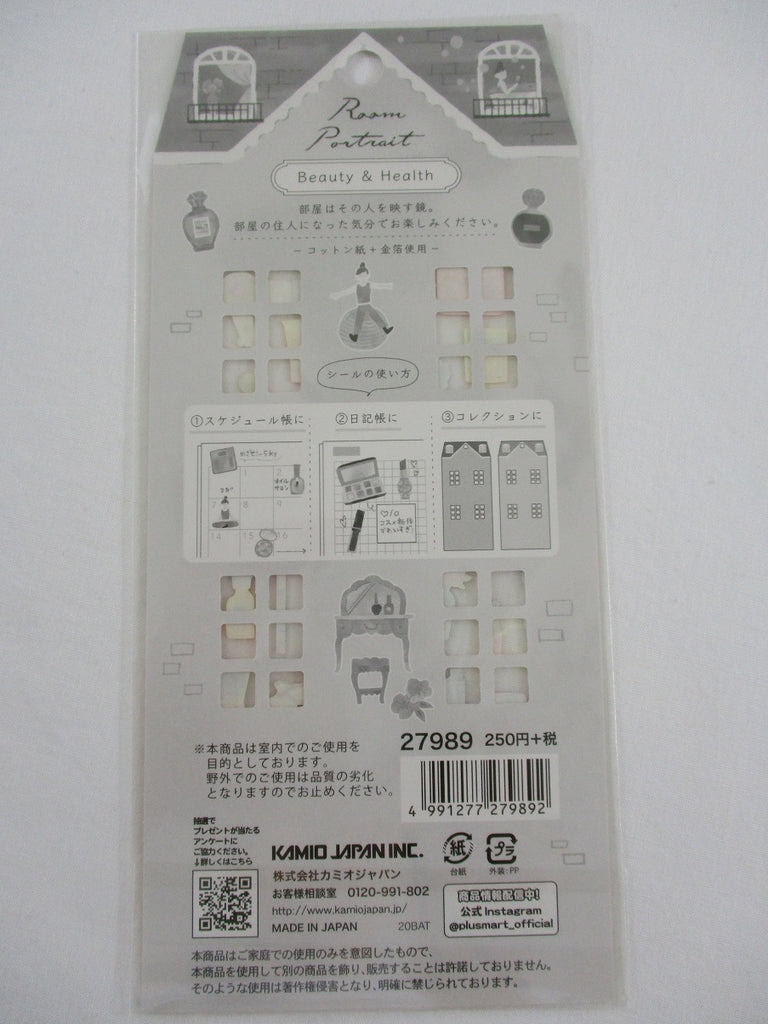 Room
Portrait
Beauty & Health
部屋はその人を映す鏡。
部屋の住人になった気分でお楽しみください。
− コットン紙 + 金箔使用 −
シールの使い方
①スケジュール帳に
②日記帳に
③コレクションに
1 2
7 8 9
14 15 16
※本商品は室内でのご使用を
目的としております。
野外でのご使用は品質の劣化
となりますのでお止めください。
27989 250円+税
4 991277 279892
抽選で
プレゼントが当たる
アンケートに
ご協力ください。
↓詳しくはこちら
KAMIO JAPAN INC.
株式会社カミオジャパン
お客様相談室 0120-991-802
http://www.kamiojapan.jp/
MADE IN JAPAN 20BAT
紙
台紙
プラ
外装:PP
商品情報配信中!
公式 Instagram
@plusmart_official
本商品はご家庭での使用のみを意図したもので、
本商品を使用して別の商品を飾り、販売することは許諾しておりません。
そのような使用は著作権侵害となり、明確に禁じられております。